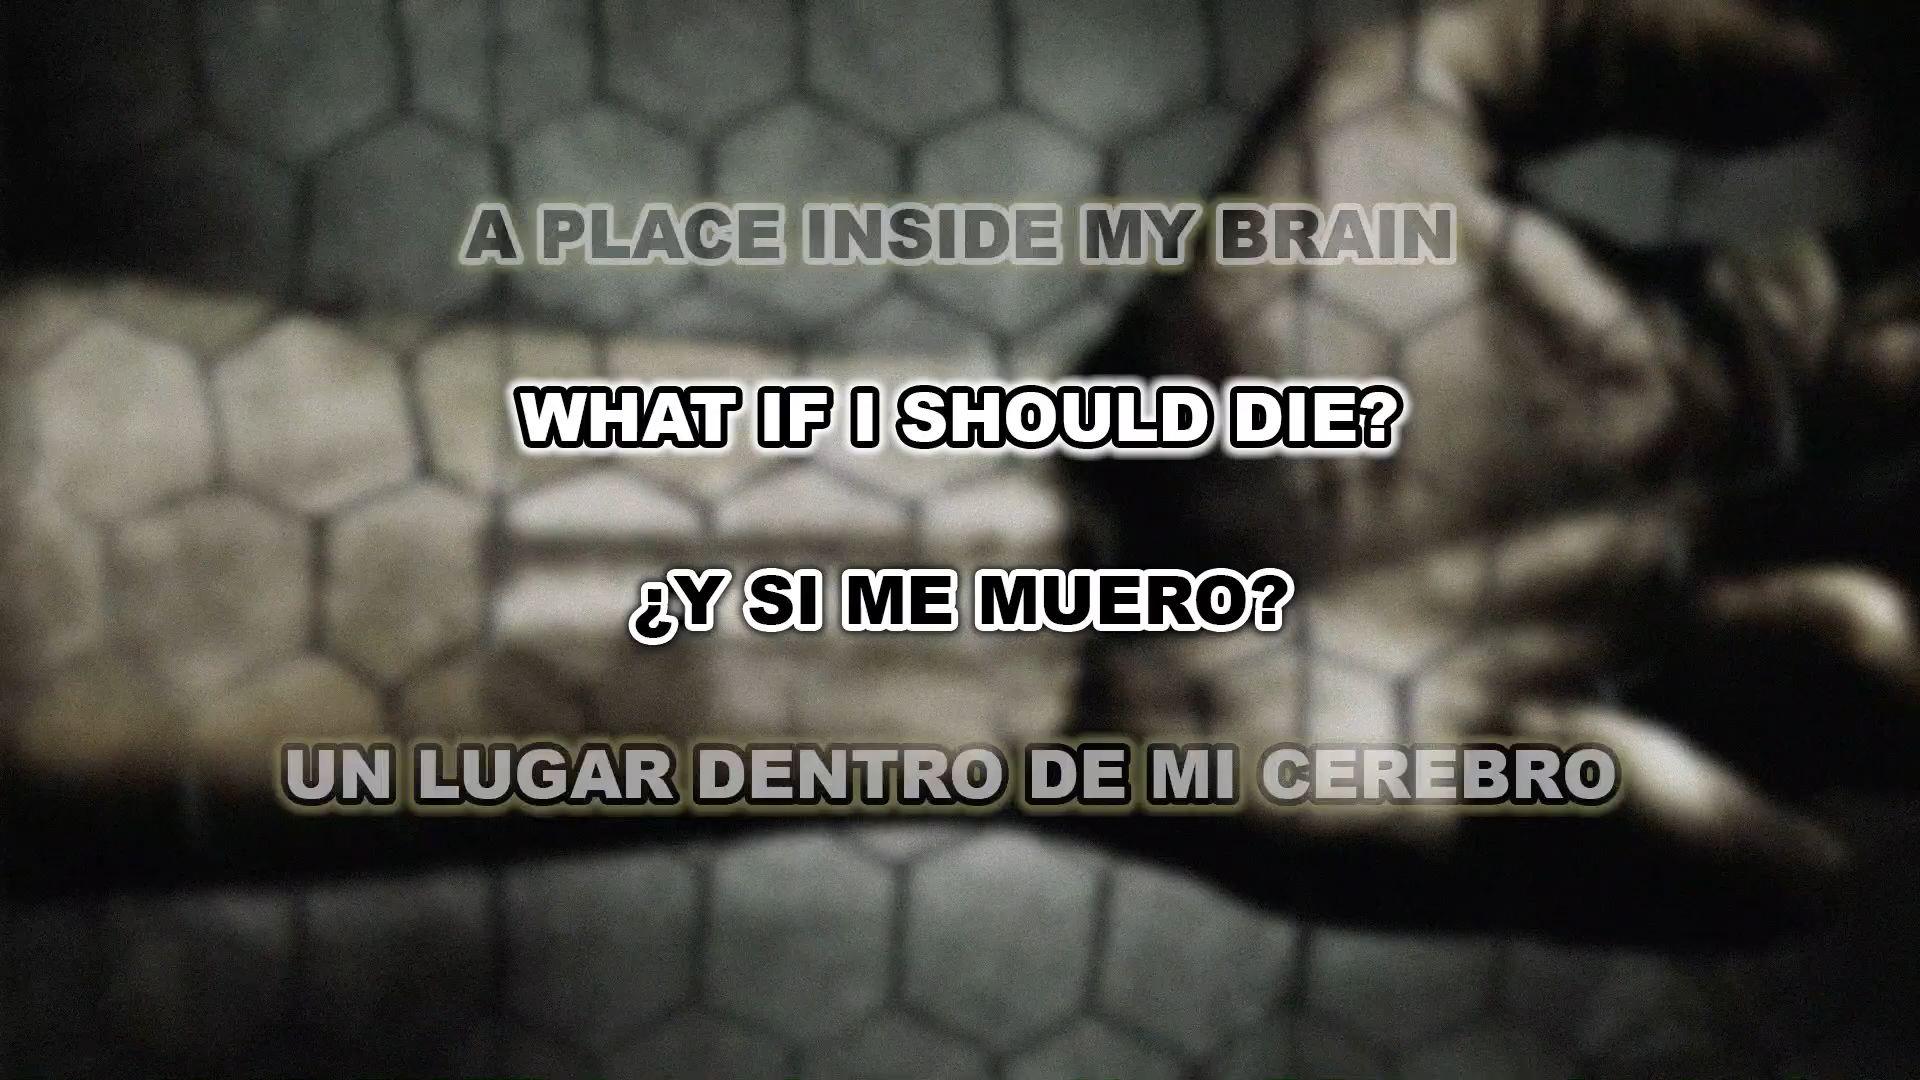 A PLACE INSIDE MY BRAIN
WHAT IF I SHOULD DIE?
¿Y SI ME MUERO?
UN LUGAR DENTRO DE MI CEREBRO